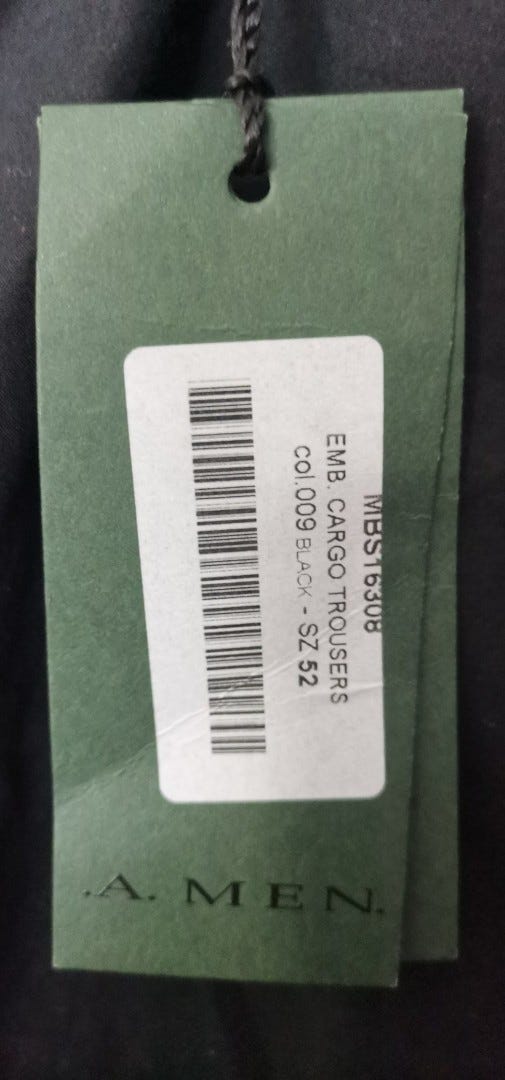 MBS16308
EMB. CARGO TROUSERS
col.009 BLACK - SZ 52
.A. MEN.